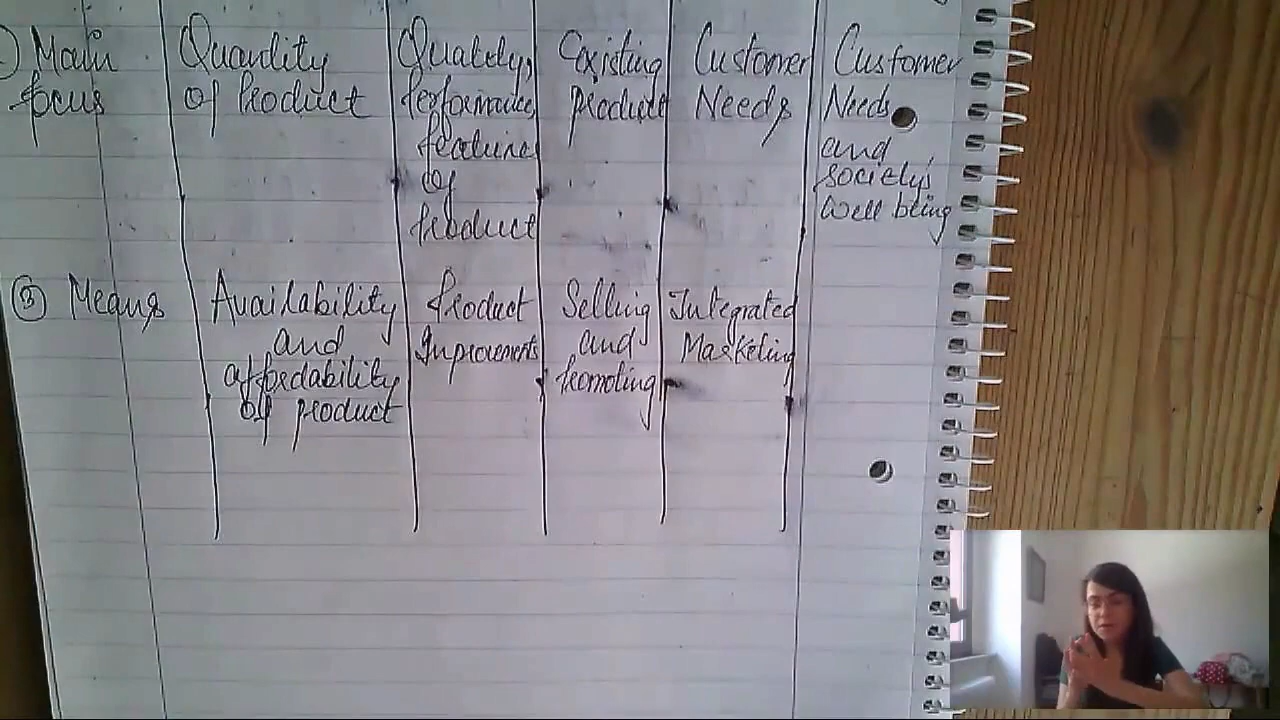 Main
focus
Quantity
of Product
Quality,
Performance,
features
of
Product
Existing
Product
Customer
Needs
Customer
Needs
and
society's
well being
③ Means
Availability
and
affordability
of product
Product
Improvements
Selling
and
Promoting
Integrated
Marketing